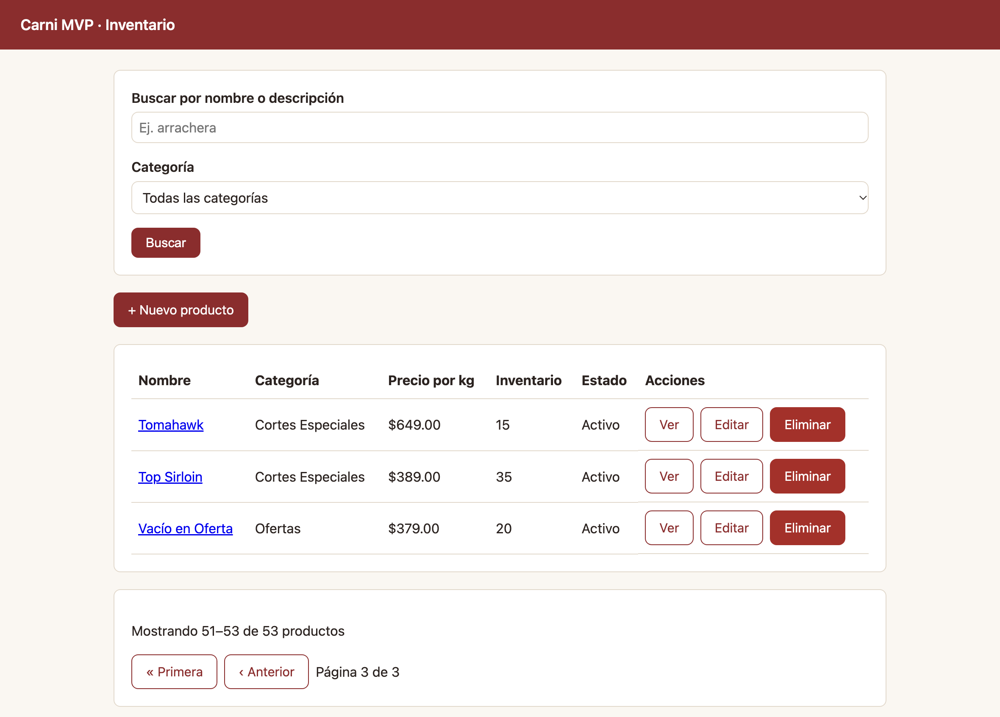 Carni MVP · Inventario
Buscar por nombre o descripción
Ej. arrachera
Categoría
Todas las categorías
Buscar
+ Nuevo producto
Nombre Categoría Precio por kg Inventario Estado Acciones
Tomahawk Cortes Especiales $649.00 15 Activo Ver Editar Eliminar
Top Sirloin Cortes Especiales $389.00 35 Activo Ver Editar Eliminar
Vacío en Oferta Ofertas $379.00 20 Activo Ver Editar Eliminar
Mostrando 51–53 de 53 productos
« Primera ‹ Anterior Página 3 de 3